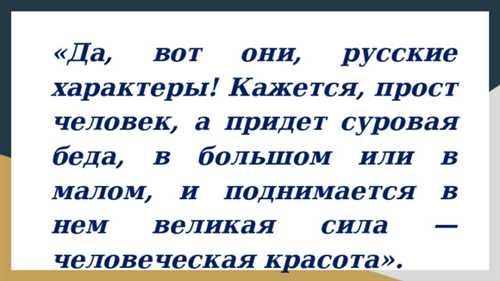 «Да, вот они, русские
характеры! Кажется, прост
человек, а придет суровая
беда, в большом или в
малом, и поднимается в
нем великая сила —
человеческая красота».